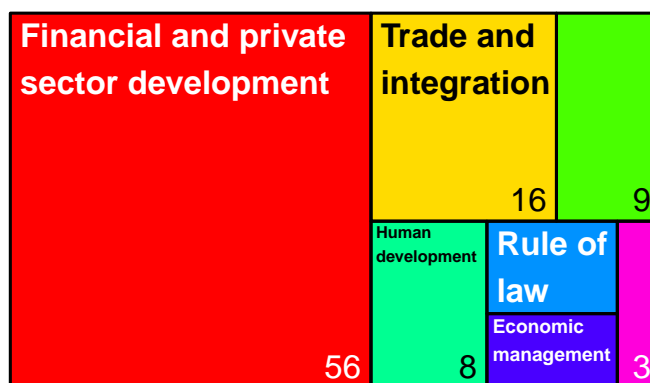 Financial and private
sector development
56
Trade and
integration
16
9
Human
development
8
Rule of
law
Economic
management
3